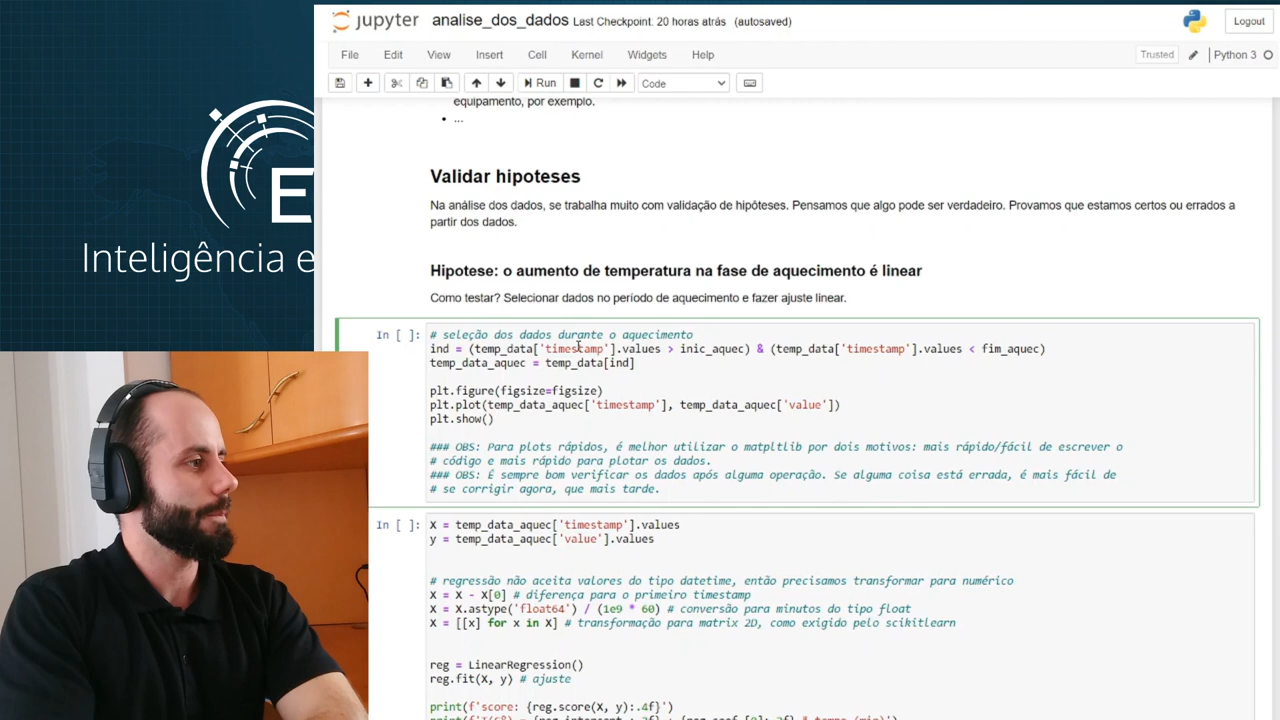 jupyter analise_dos_dados Last Checkpoint: 20 horas atrás (autosaved)
Logout
File Edit View Insert Cell Kernel Widgets Help
Trusted
Python 3
Run
Code
equipamento, por exemplo.
• ...
E
Inteligência e
Validar hipoteses
Na análise dos dados, se trabalha muito com validação de hipôteses. Pensamos que algo pode ser verdadeiro. Provamos que estamos certos ou errados a
partir dos dados.
Hipotese: o aumento de temperatura na fase de aquecimento é linear
Como testar? Selecionar dados no período de aquecimento e fazer ajuste linear.
In [ ]:
# seleção dos dados durante o aquecimento
ind = (temp_data['timestamp'].values > inic_aquec) & (temp_data['timestamp'].values < fim_aquec)
temp_data_aquec = temp_data[ind]
plt.figure(figsize=figsize)
plt.plot(temp_data_aquec['timestamp'], temp_data_aquec['value'])
plt.show()
### OBS: Para plots rápidos, é melhor utilizar o matpltlib por dois motivos: mais rápido/fácil de escrever o
# código e mais rápido para plotar os dados.
### OBS: É sempre bom verificar os dados após alguma operação. Se alguma coisa está errada, é mais fácil de
# se corrigir agora, que mais tarde.
In [ ]:
X = temp_data_aquec['timestamp'].values
y = temp_data_aquec['value'].values
# regressão não aceita valores do tipo datetime, então precisamos transformar para numérico
X = X - X[0] # diferença para o primeiro timestamp
X = X.astype('float64') / (1e9 * 60) # conversão para minutos do tipo float
X = [[x] for x in X] # transformação para matrix 2D, como exigido pelo scikitlearn
reg = LinearRegression()
reg.fit(X, y) # ajuste
print(f'score: {reg.score(X, y):.4f}')